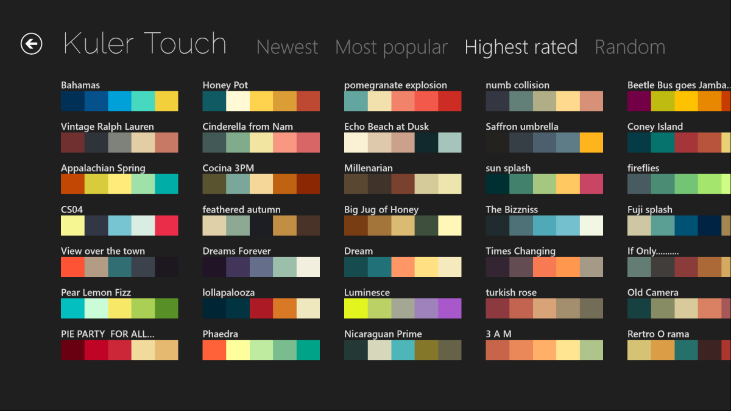 Kuler Touch Newest Most popular Highest rated Random
Bahamas Honey Pot pomegranate explosion numb collision Beetle Bug goes Jamba..
Vintage Ralph Lauren Cinderella from Nam Echo Beach at Dusk Saffron umbrella Coney Island
Appalachian Spring Cocina 3PM Millenarian sun splash fireflies
CS04 feathered autumn Big Jug of Honey The Bizzniss Fuji splash
View over the town Dreams Forever Dream Times Changing If Only..........
Pear Lemon Fizz lollapalooza Luminesce turkish rose Old Camera
PIE PARTY FOR ALL... Phaedra Nicaraguan Prime 3 A M Rertro O rama